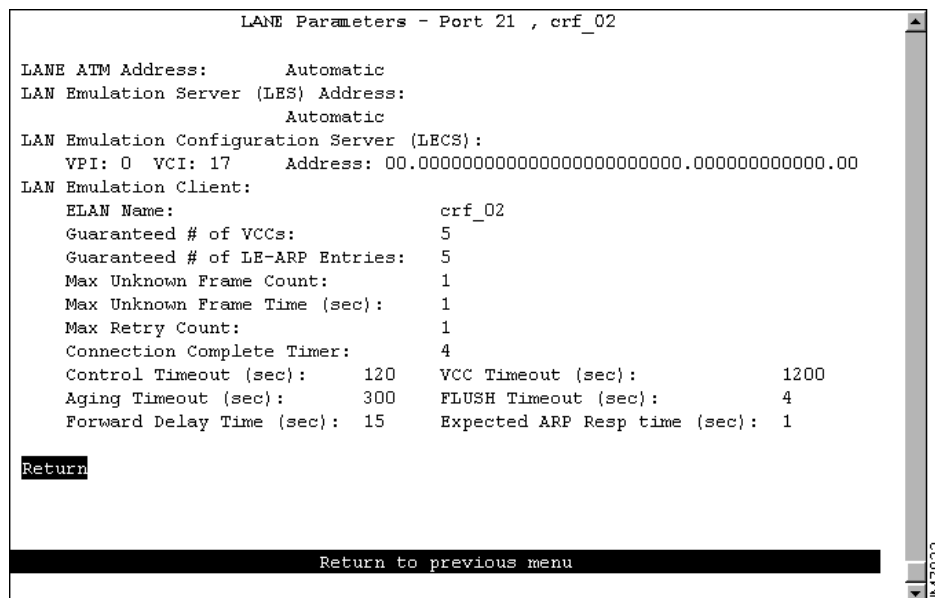 LANE Parameters - Port 21 , crf_02
LANE ATM Address: Automatic
LAN Emulation Server (LES) Address:
Automatic
LAN Emulation Configuration Server (LECS):
VPI: 0 VCI: 17 Address: 00.000000000000000000000000.000000000000.00
LAN Emulation Client:
ELAN Name: crf_02
Guaranteed # of VCCs: 5
Guaranteed # of LE-ARP Entries: 5
Max Unknown Frame Count: 1
Max Unknown Frame Time (sec): 1
Max Retry Count: 1
Connection Complete Timer: 4
Control Timeout (sec): 120 VCC Timeout (sec): 1200
Aging Timeout (sec): 300 FLUSH Timeout (sec): 4
Forward Delay Time (sec): 15 Expected ARP Resp time (sec): 1
Return
Return to previous menu